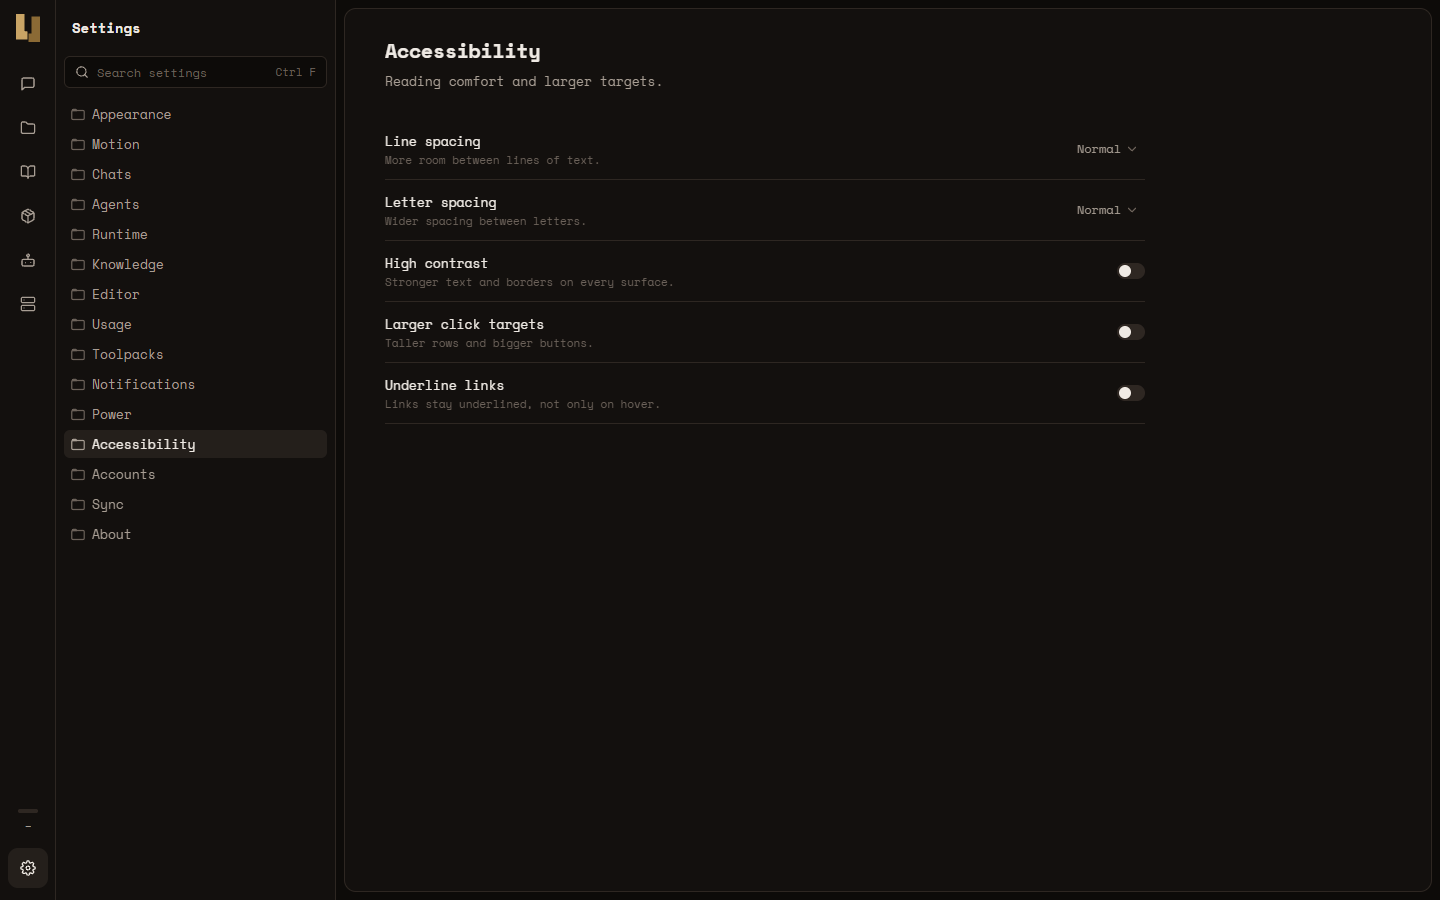 Settings
Search settings Ctrl F
Appearance
Motion
Chats
Agents
Runtime
Knowledge
Editor
Usage
Toolpacks
Notifications
Power
Accessibility
Accounts
Sync
About
–
Accessibility
Reading comfort and larger targets.
Line spacing
More room between lines of text.
Normal
Letter spacing
Wider spacing between letters.
Normal
High contrast
Stronger text and borders on every surface.
Larger click targets
Taller rows and bigger buttons.
Underline links
Links stay underlined, not only on hover.